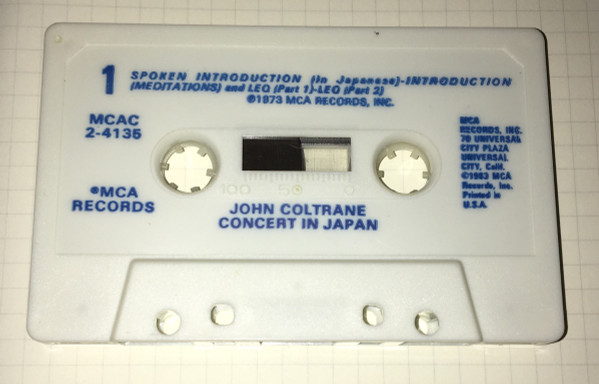 1
SPOKEN INTRODUCTION (In Japanese)-INTRODUCTION
(MEDITATIONS) and LEO (Part 1)-LEO (Part 2)
©1973 MCA RECORDS, INC.
MCAC
2-4135
®MCA
RECORDS
100 50 0
JOHN COLTRANE
CONCERT IN JAPAN
MCA
RECORDS, INC.
70 UNIVERSAL
CITY PLAZA
UNIVERSAL
CITY, Calif.
©1983 MCA
Records, Inc.
Printed in
U.S.A.